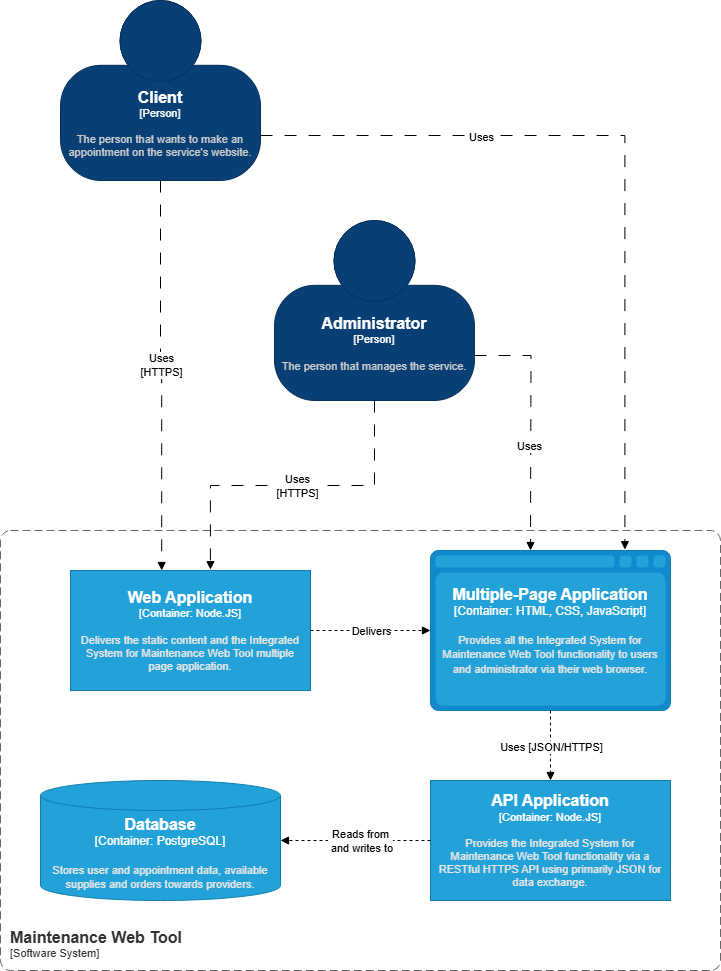 Client
[Person]
The person that wants to make an
appointment on the service's website.
Uses
Administrator
[Person]
The person that manages the service.
Uses
[HTTPS]
Uses
Uses
[HTTPS]
Web Application
[Container: Node.JS]
Delivers the static content and the Integrated
System for Maintenance Web Tool multiple
page application.
Delivers
Multiple-Page Application
[Container: HTML, CSS, JavaScript]
Provides all the Integrated System for
Maintenance Web Tool functionality to users
and administrator via their web browser.
Uses [JSON/HTTPS]
Database
[Container: PostgreSQL]
Stores user and appointment data, available
supplies and orders towards providers.
Reads from
and writes to
API Application
[Container: Node.JS]
Provides the Integrated System for
Maintenance Web Tool functionality via a
RESTful HTTPS API using primarily JSON for
data exchange.
Maintenance Web Tool
[Software System]